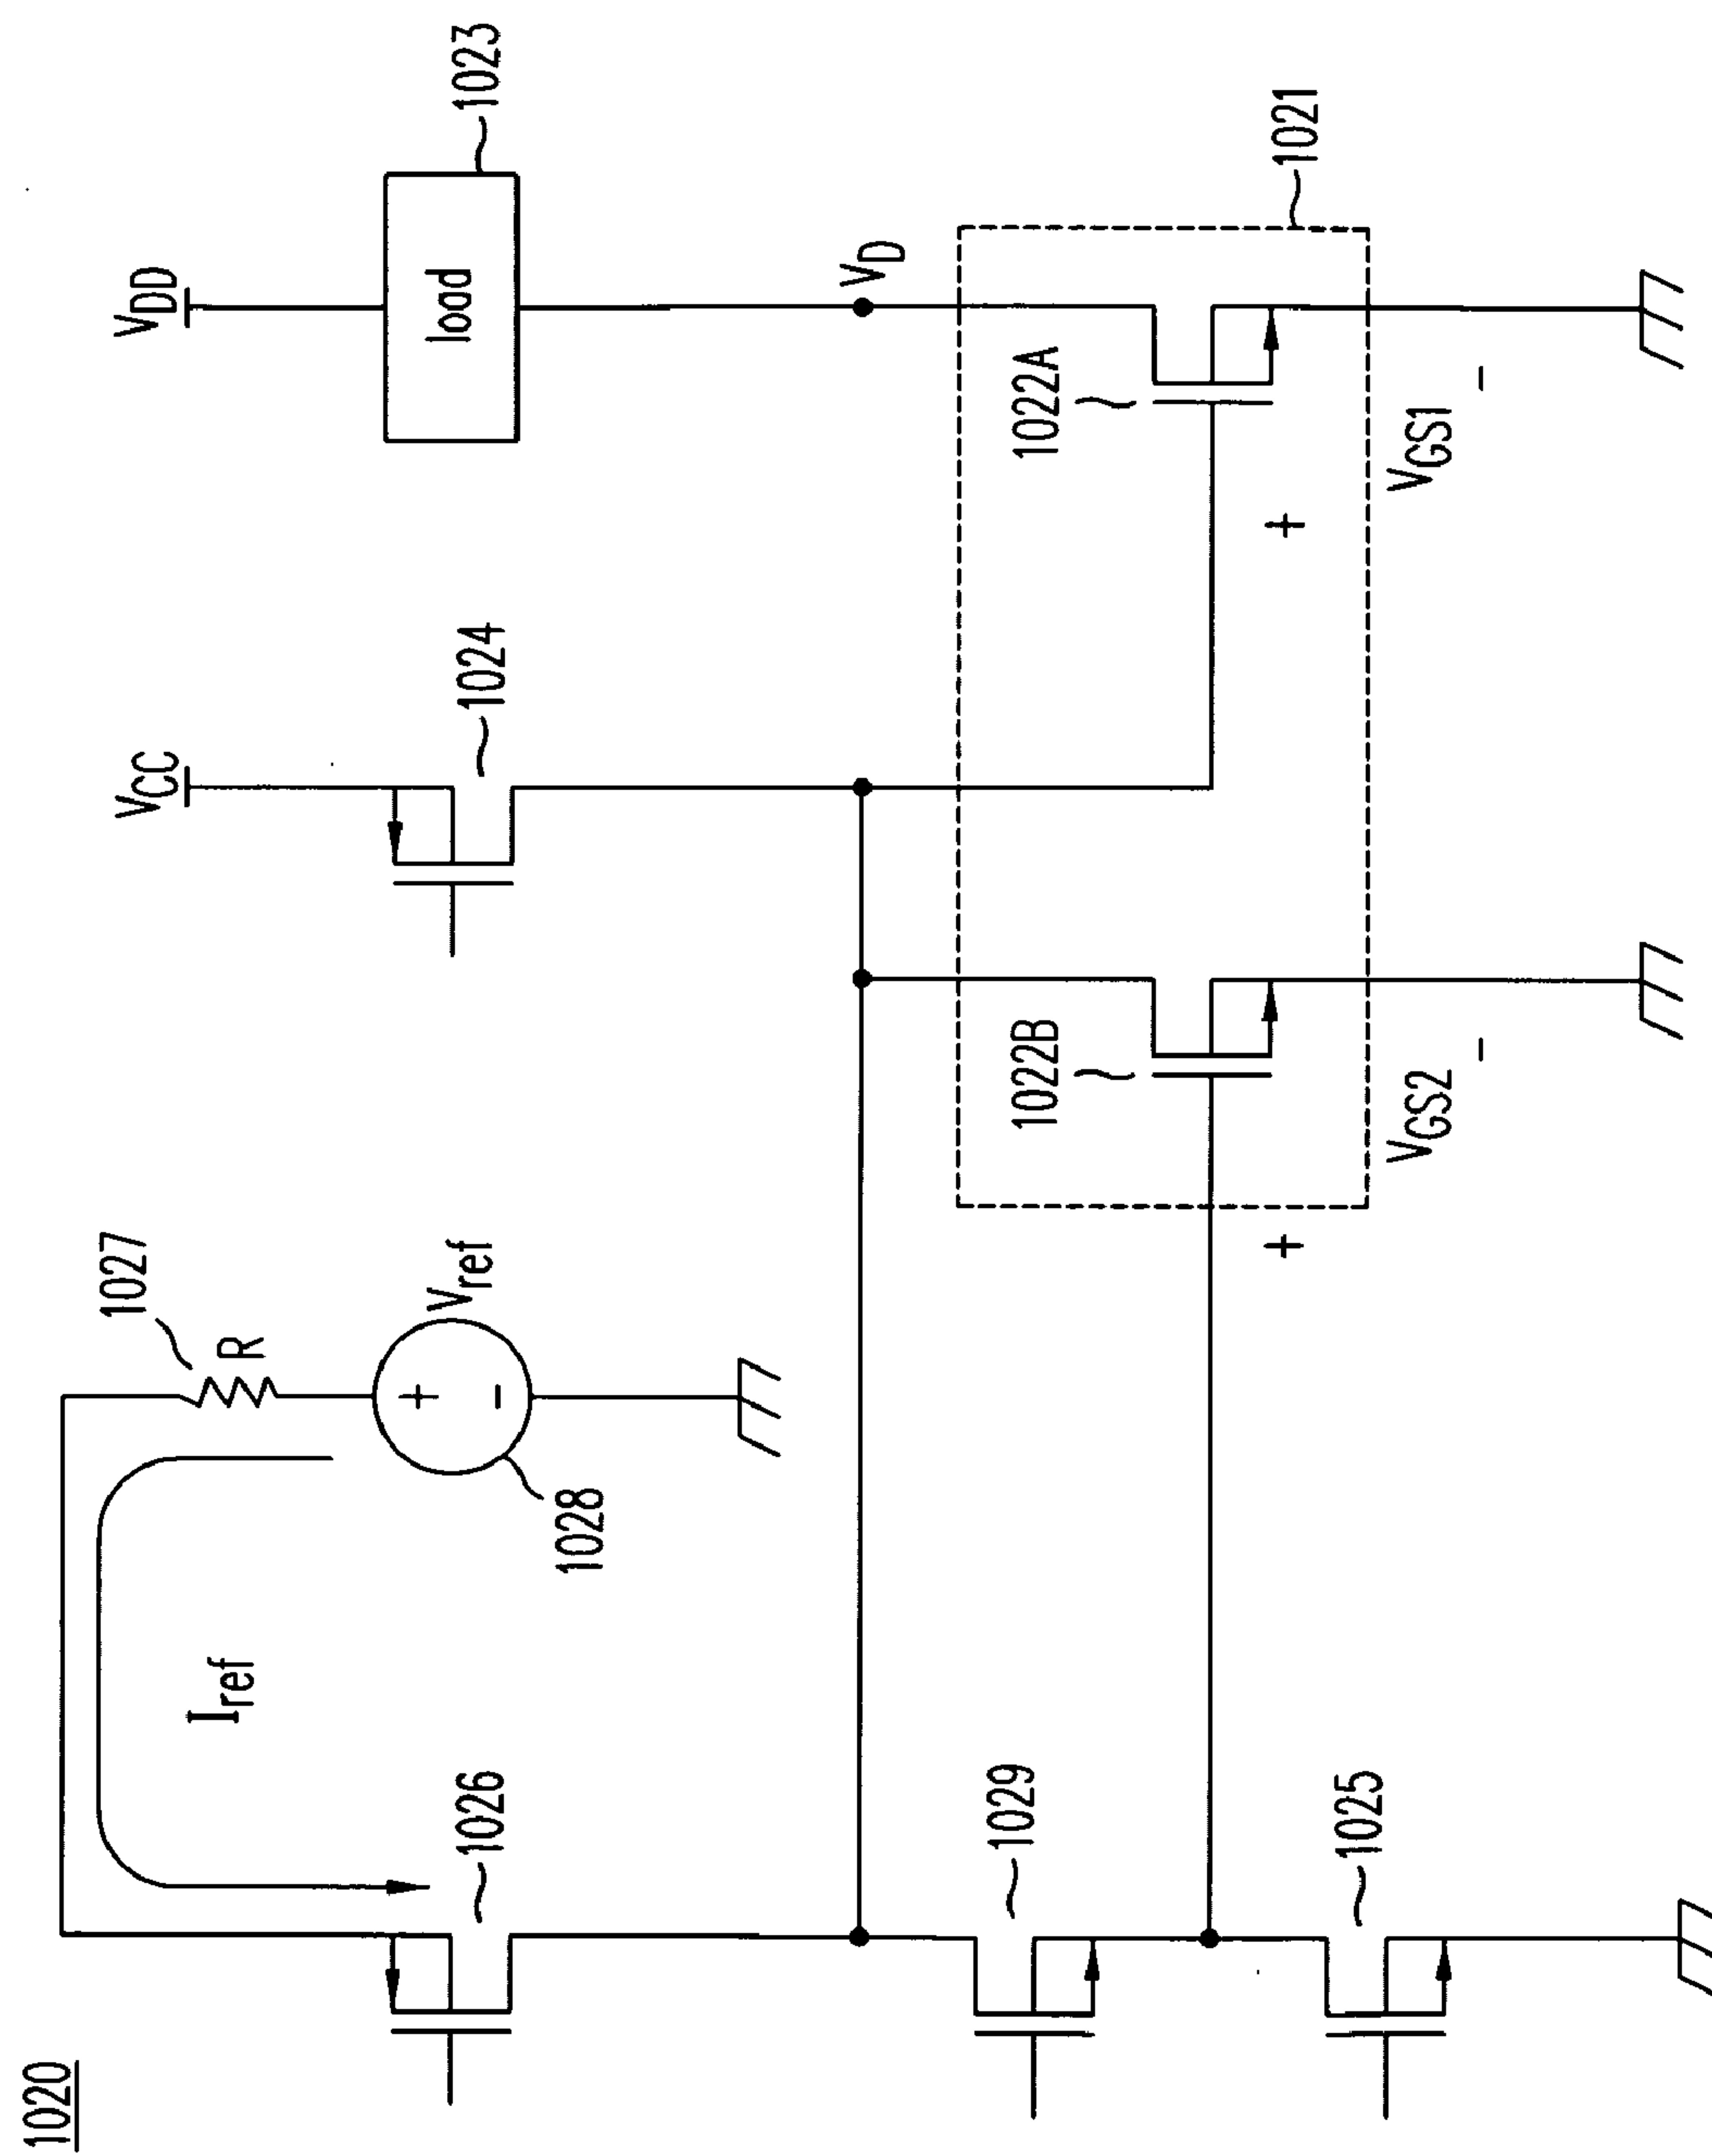 1020
V_DD
1023
load
V_D
V_CC
1024
1021
1022A
+
V_GS1
-
1022B
+
V_GS2
-
1027
R
V_ref
+
-
1028
I_ref
1026
1029
1025